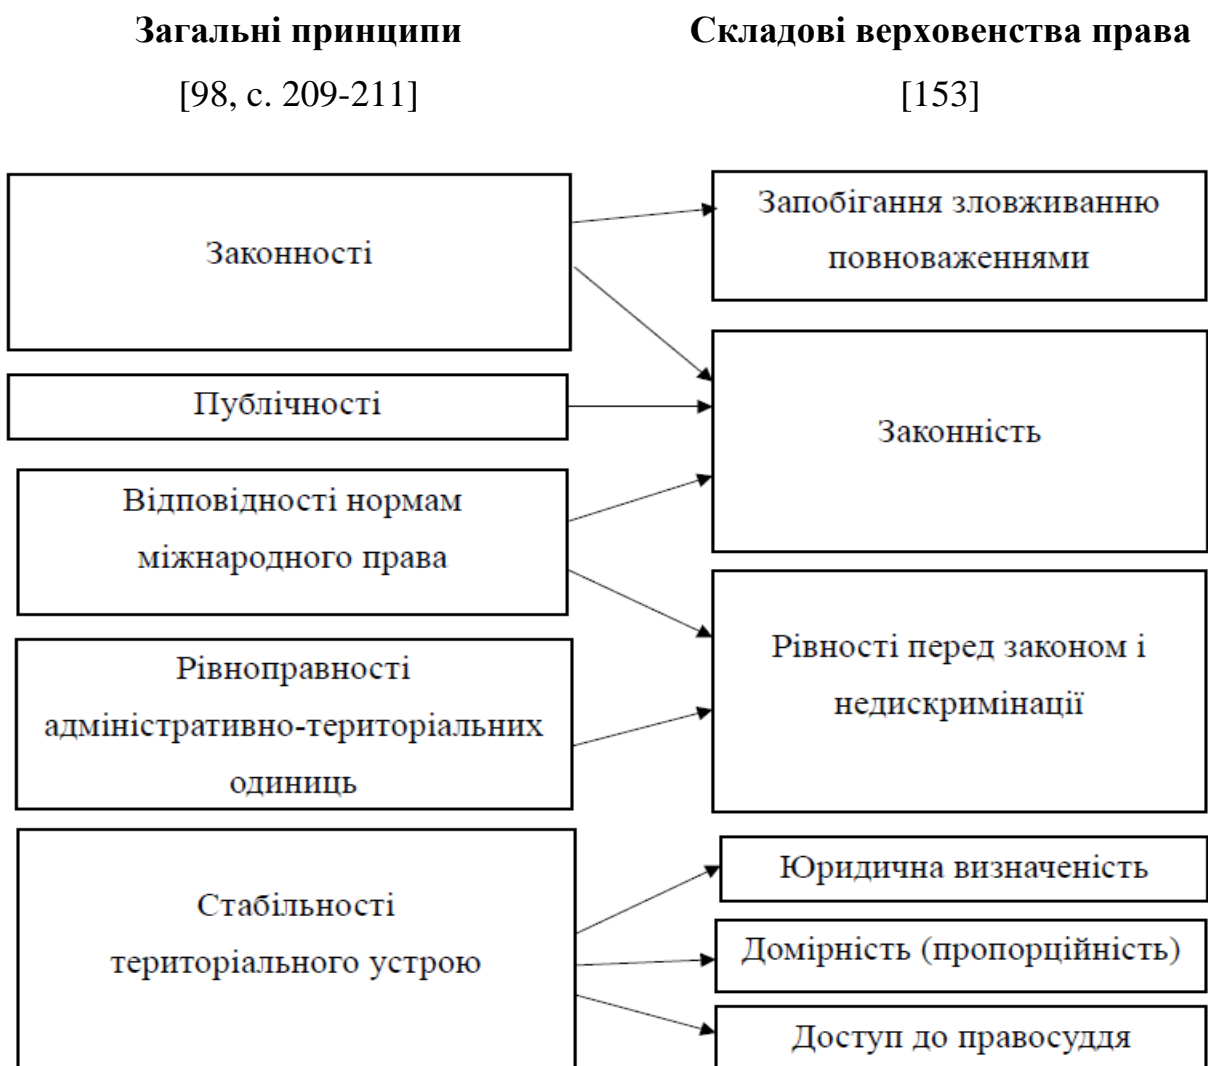 Загальні принципи
[98, с. 209-211]
Складові верховенства права
[153]
Законності
Публічності
Відповідності нормам
міжнародного права
Рівноправності
адміністративно-територіальних
одиниць
Стабільності
територіального устрою
Запобігання зловживанню
повноваженнями
Законність
Рівності перед законом і
недискримінації
Юридична визначеність
Домірність (пропорційність)
Доступ до правосуддя